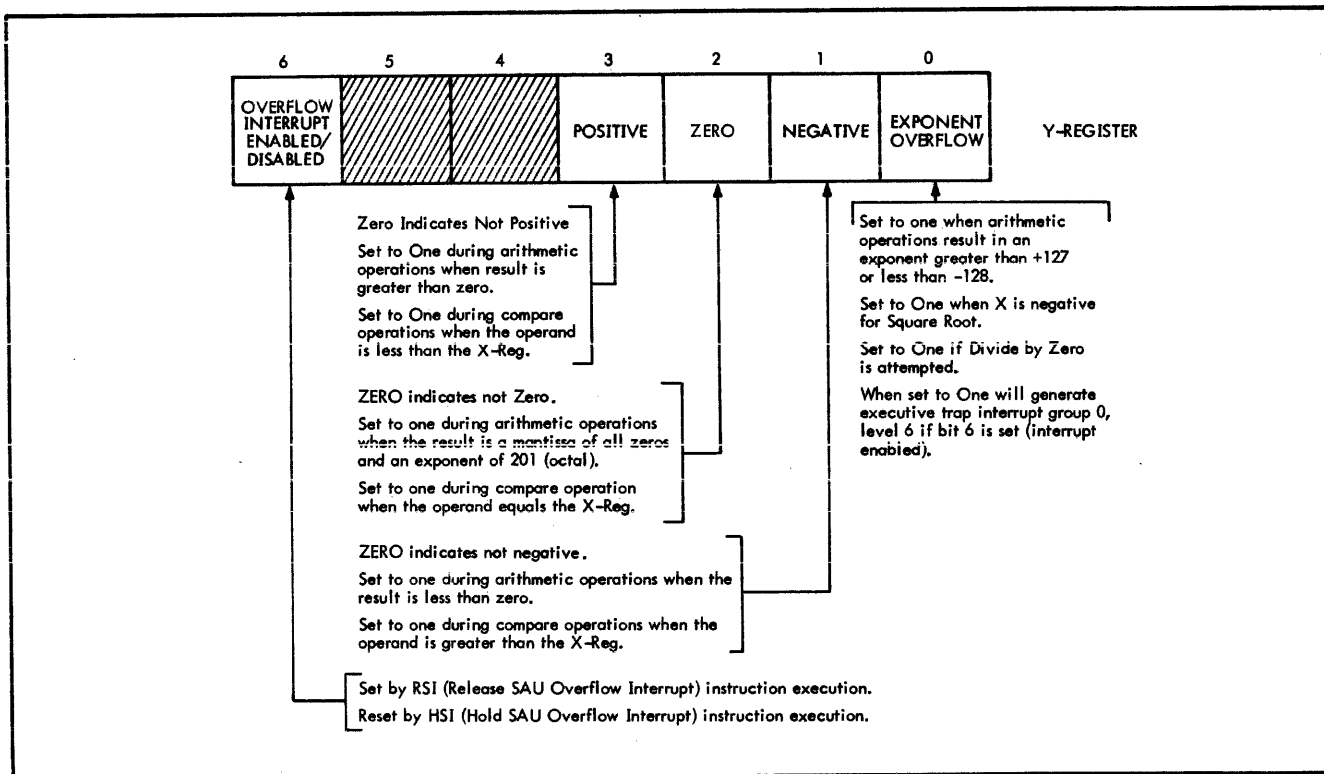 6 5 4 3 2 1 0
OVERFLOW
INTERRUPT
ENABLED/
DISABLED
POSITIVE
ZERO
NEGATIVE
EXPONENT
OVERFLOW
Y-REGISTER
Zero Indicates Not Positive
Set to One during arithmetic
operations when result is
greater than zero.
Set to One during compare
operations when the operand
is less than the X-Reg.
Set to one when arithmetic
operations result in an
exponent greater than +127
or less than -128.
Set to One when X is negative
for Square Root.
Set to One if Divide by Zero
is attempted.
When set to One will generate
executive trap interrupt group 0,
level 6 if bit 6 is set (interrupt
enabled).
ZERO indicates not Zero.
Set to one during arithmetic operations
when the result is a mantissa of all zeros
and an exponent of 201 (octal).
Set to one during compare operation
when the operand equals the X-Reg.
ZERO indicates not negative.
Set to one during arithmetic operations when the
result is less than zero.
Set to one during compare operations when the
operand is greater than the X-Reg.
Set by RSI (Release SAU Overflow Interrupt) instruction execution.
Reset by HSI (Hold SAU Overflow Interrupt) instruction execution.